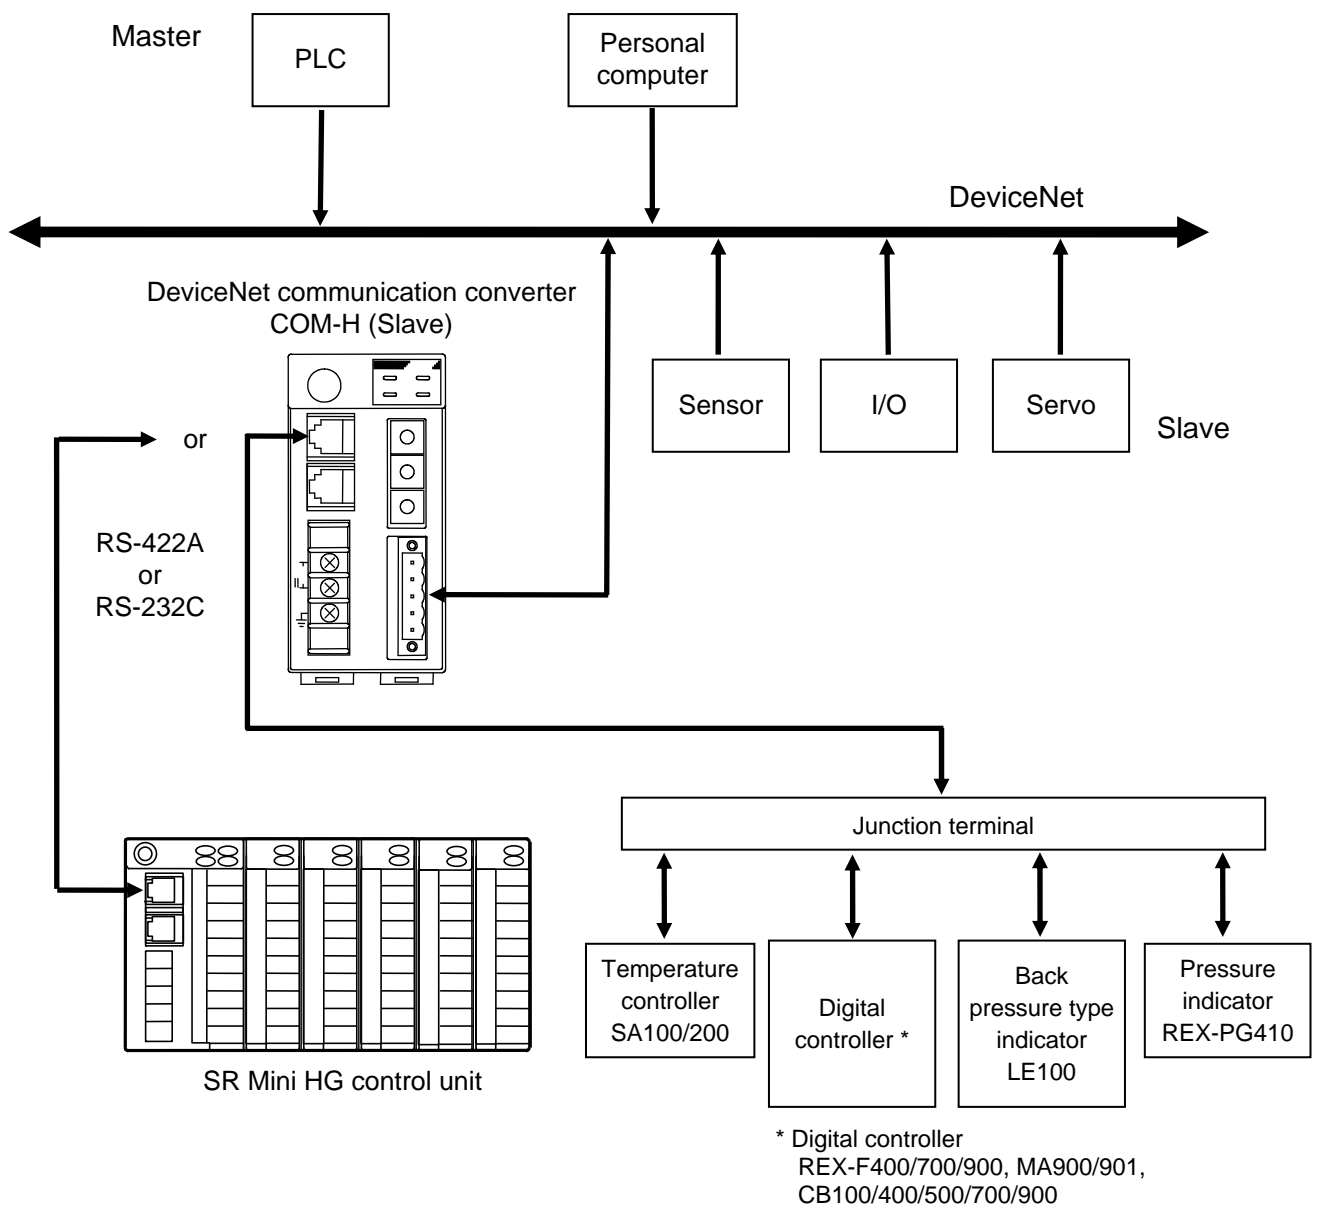 Master
PLC
Personal
computer
DeviceNet
DeviceNet communication converter
COM-H (Slave)
Sensor
I/O
Servo
Slave
or
RS-422A
or
RS-232C
Junction terminal
Temperature
controller
SA100/200
Digital
controller *
Back
pressure type
indicator
LE100
Pressure
indicator
REX-PG410
SR Mini HG control unit
* Digital controller
REX-F400/700/900, MA900/901,
CB100/400/500/700/900